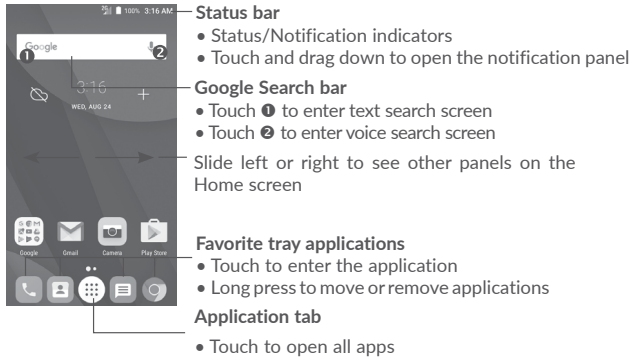 100% 3:16 AM
Google
❶ ❷
3:16
WED, AUG 24
Google Gmail Camera Play Store
Status bar
• Status/Notification indicators
• Touch and drag down to open the notification panel
Google Search bar
• Touch ❶ to enter text search screen
• Touch ❷ to enter voice search screen
Slide left or right to see other panels on the
Home screen
Favorite tray applications
• Touch to enter the application
• Long press to move or remove applications
Application tab
• Touch to open all apps